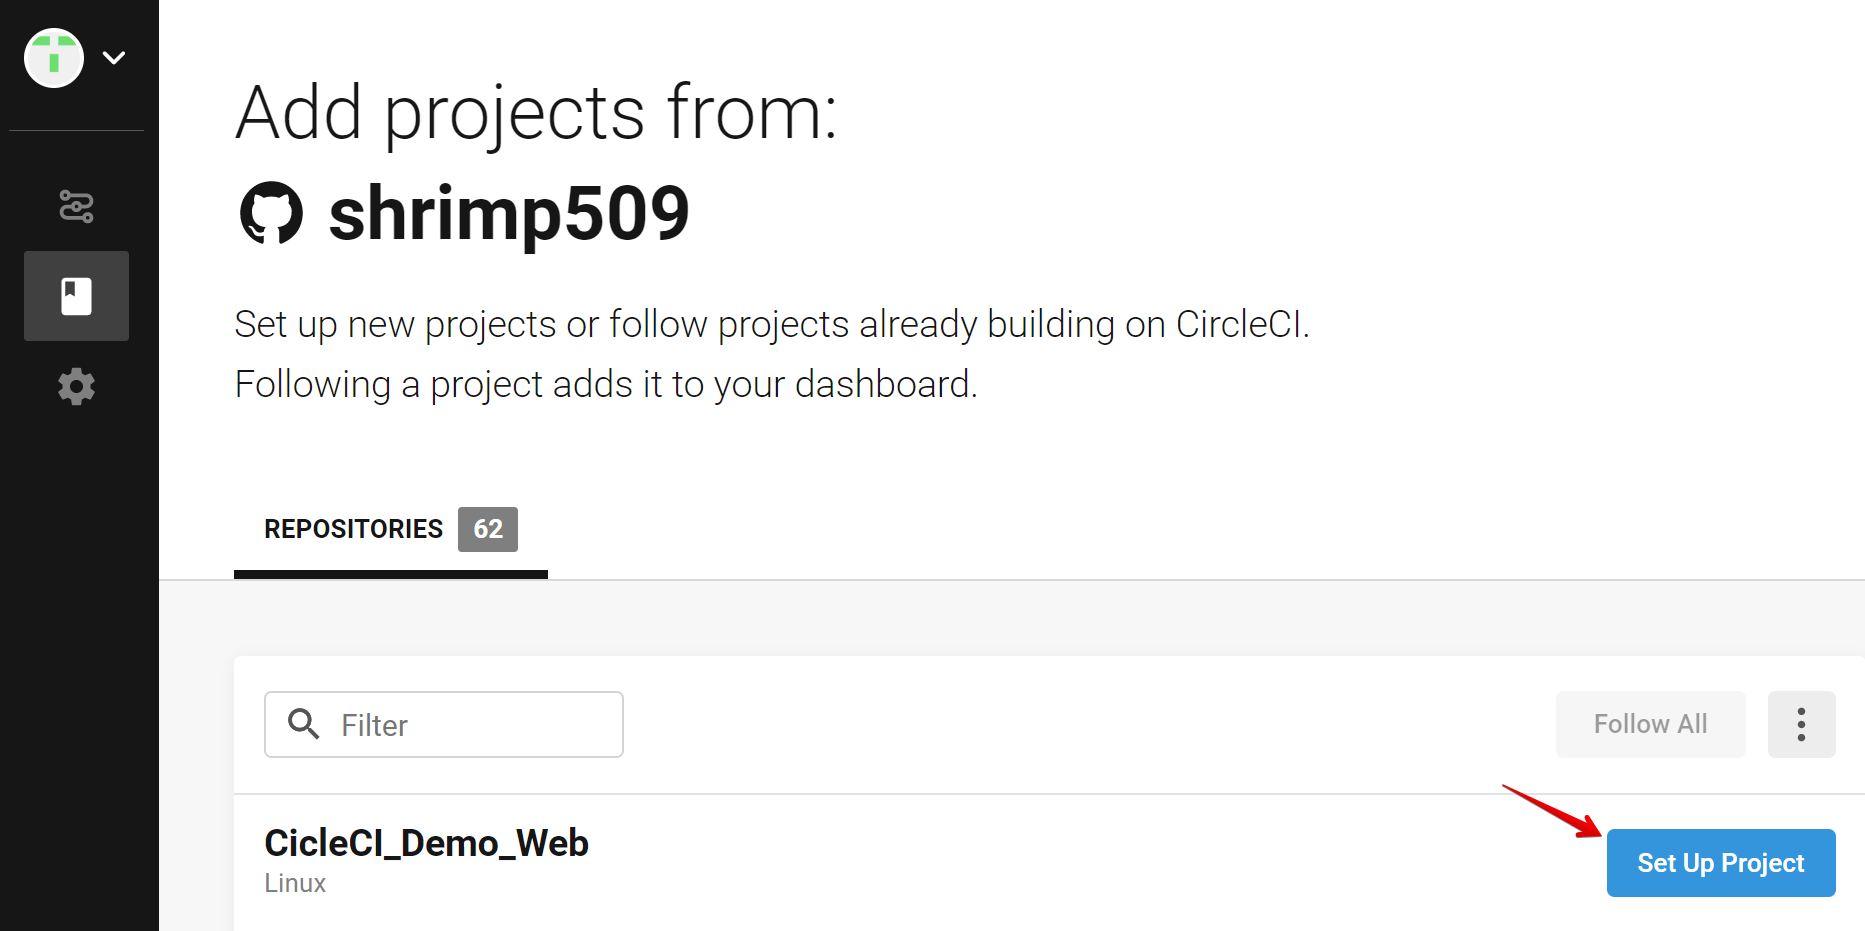 Add projects from:
shrimp509
Set up new projects or follow projects already building on CircleCI.
Following a project adds it to your dashboard.
REPOSITORIES 62
Filter
Follow All
CicleCI_Demo_Web
Linux
Set Up Project